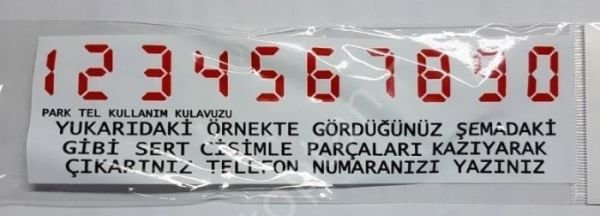 1234567890
PARK TEL KULLANIM KULAVUZU
YUKARIDAKİ ÖRNEKTE GÖRDÜĞÜNÜZ ŞEMADAKİ
GİBİ SERT CİSİMLE PARÇALARI KAZIYARAK
ÇIKARINIZ TELEFON NUMARANIZI YAZINIZ